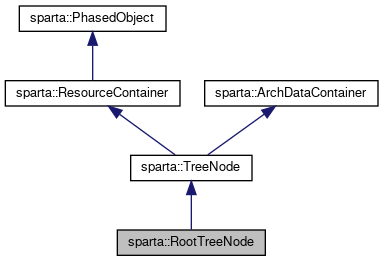 sparta::PhasedObject
sparta::ResourceContainer
sparta::ArchDataContainer
sparta::TreeNode
sparta::RootTreeNode